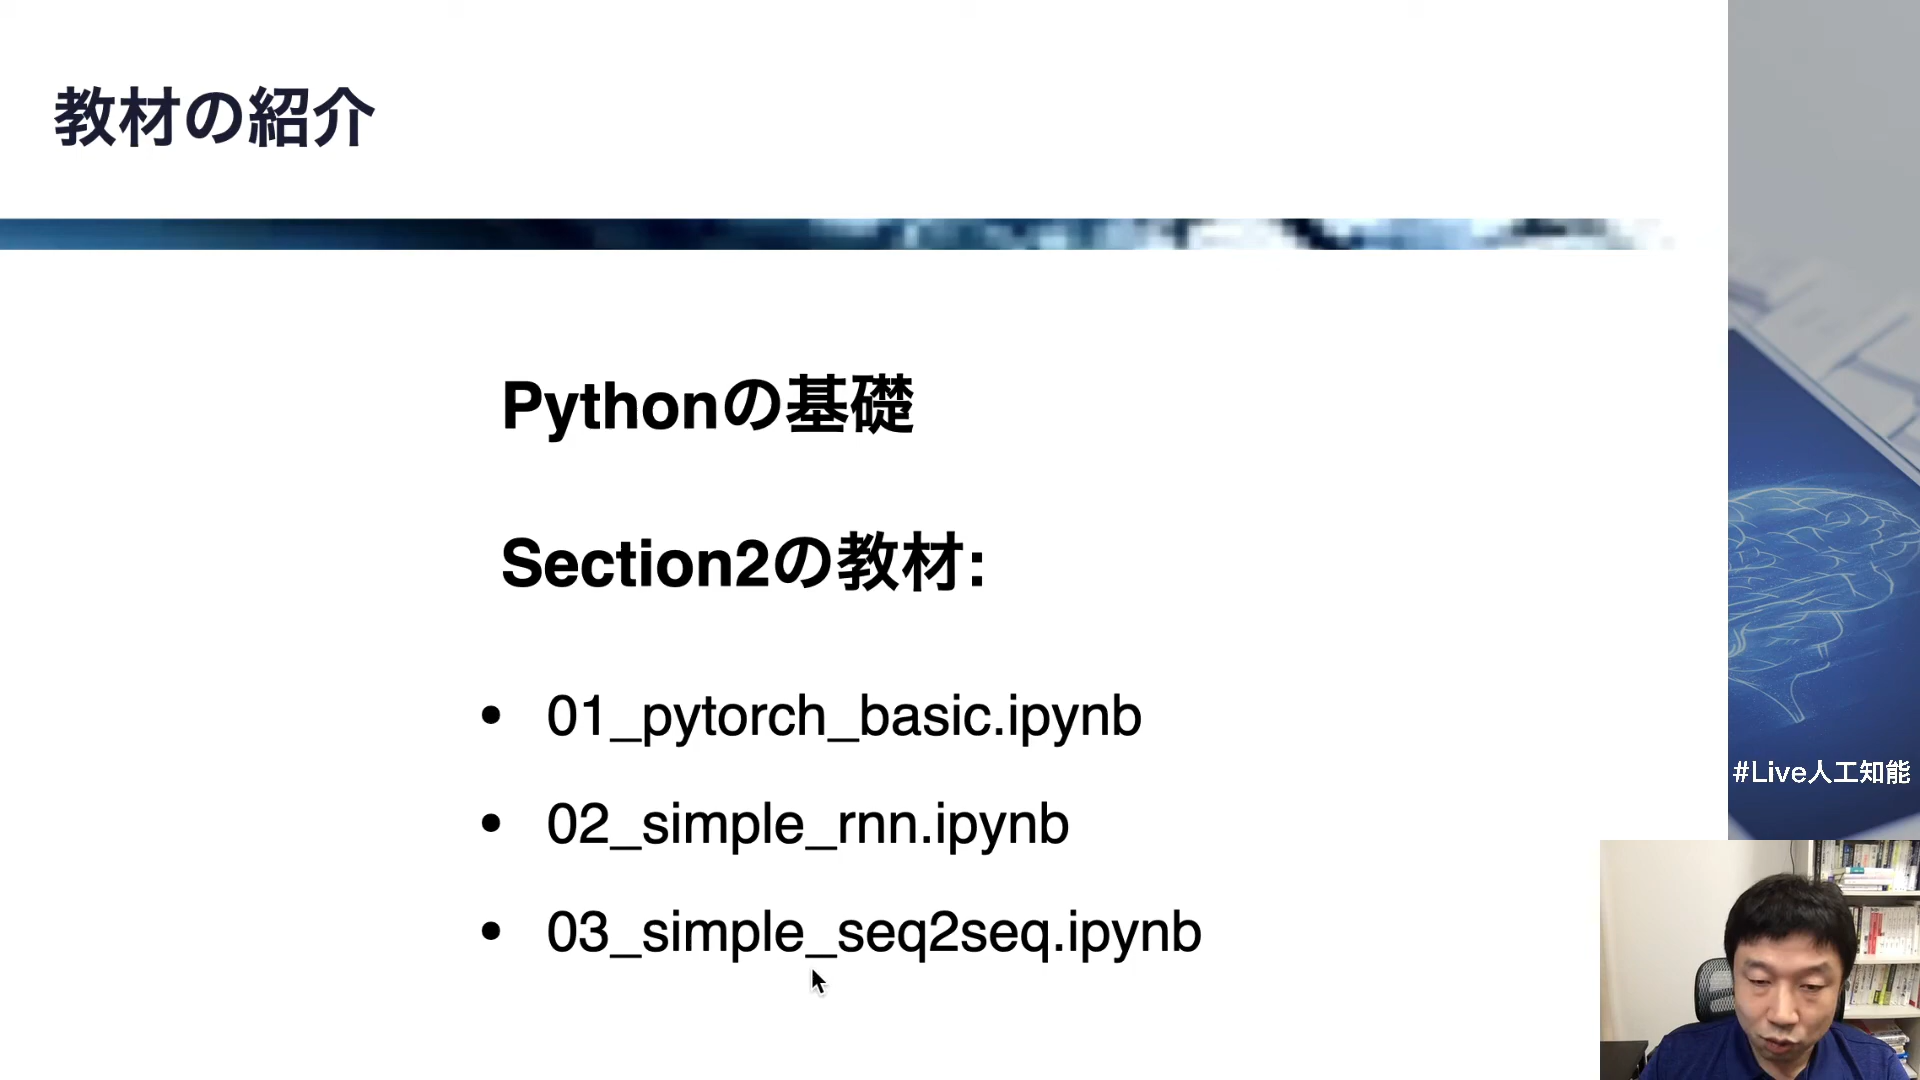 教材の紹介
Pythonの基礎
Section2の教材:
• 01_pytorch_basic.ipynb
• 02_simple_rnn.ipynb
• 03_simple_seq2seq.ipynb
#Live人工知能